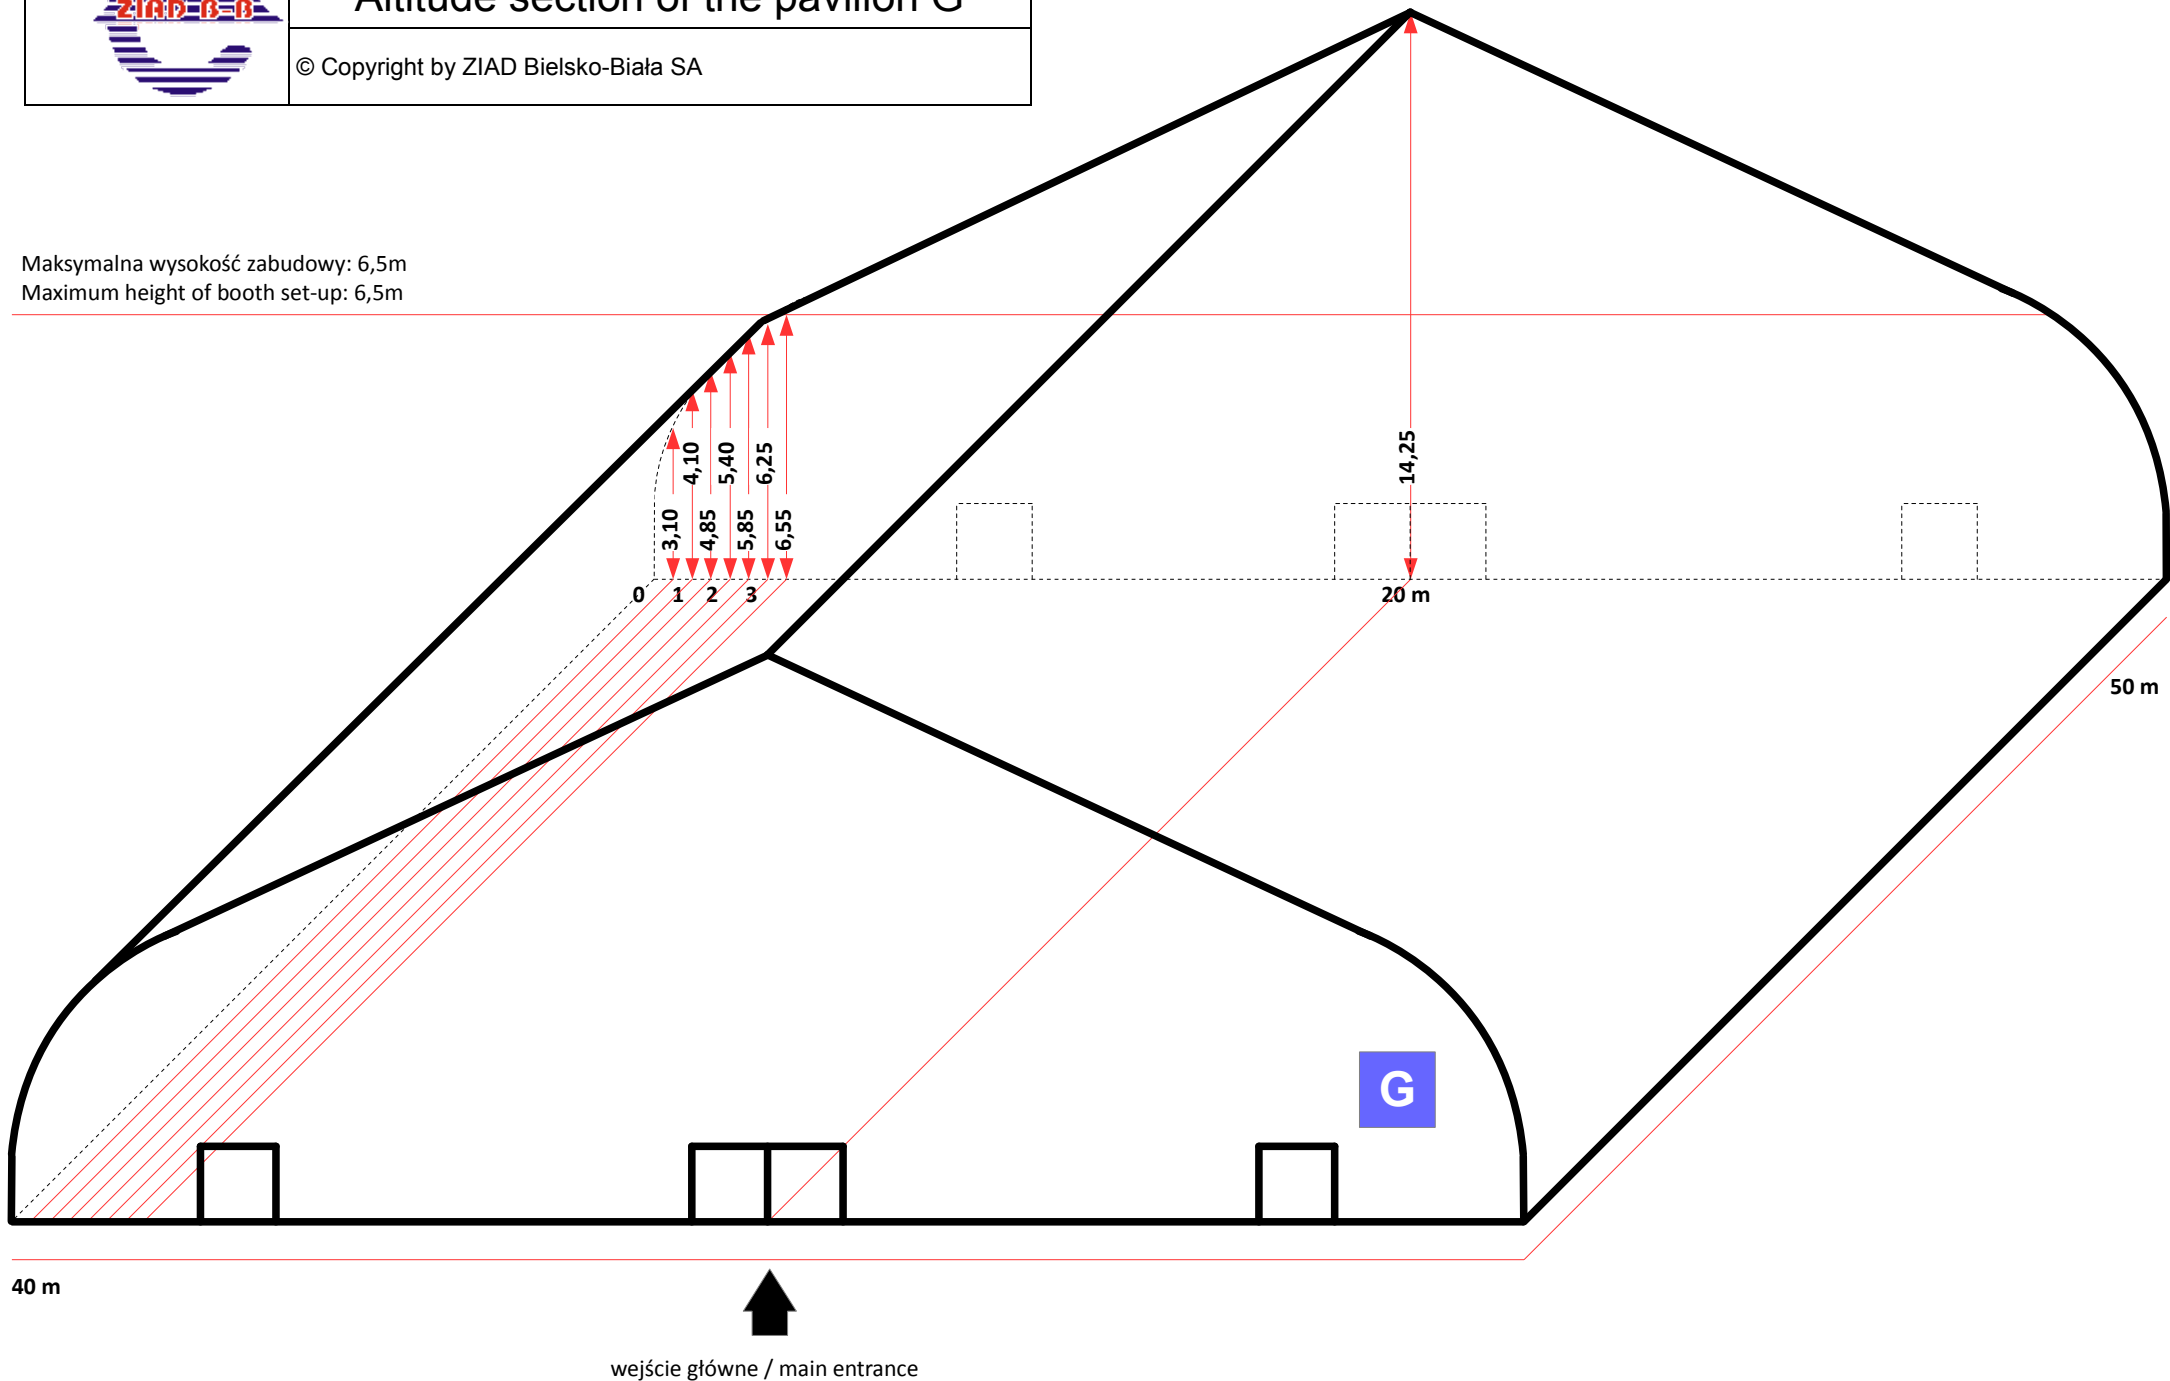 ZIAD B-B
Altitude section of the pavilion G
© Copyright by ZIAD Bielsko-Biała SA
Maksymalna wysokość zabudowy: 6,5m
Maximum height of booth set-up: 6,5m
3,10
4,10
4,85
5,40
5,85
6,25
6,55
14,25
0 1 2 3
20 m
50 m
G
40 m
wejście główne / main entrance